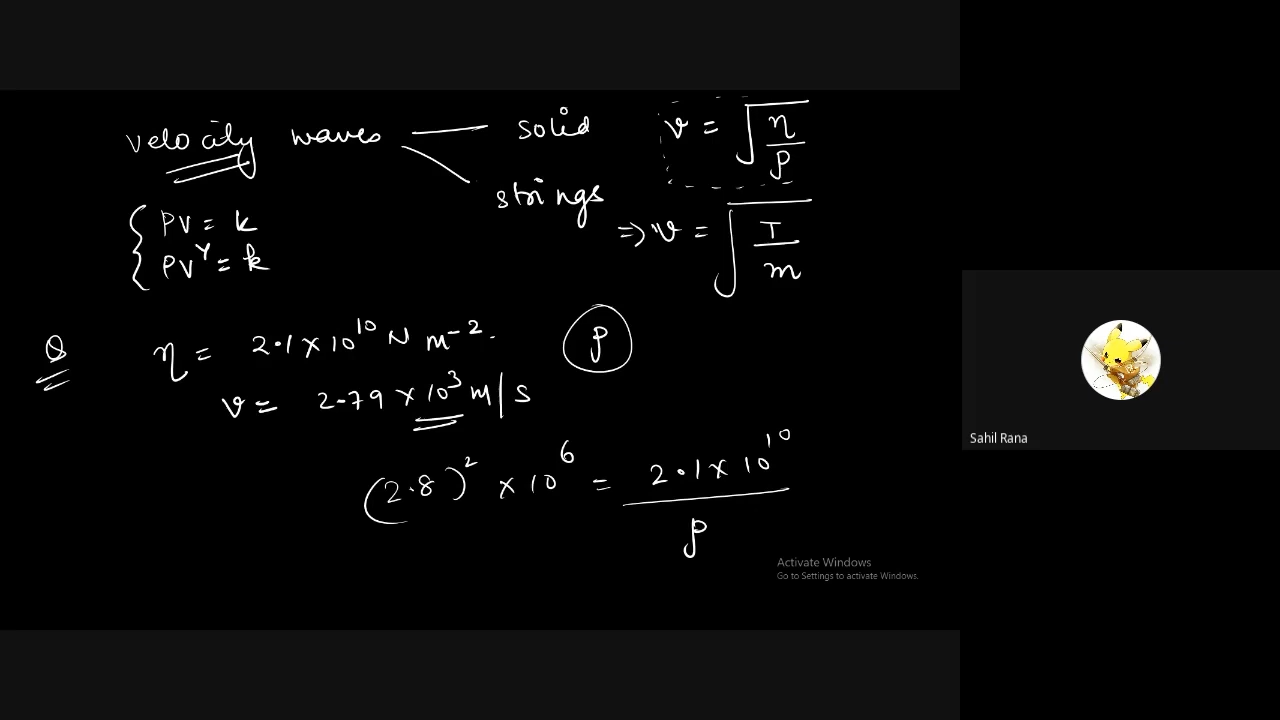 velocity waves — solid v = √(η/ρ)
strings ⇒ v = √(T/m)
PV = k
PV^γ = k
Q η = 2.1 × 10^10 N m^-2. ρ
v = 2.79 × 10^3 m/s
(2.8)^2 × 10^6 = 2.1 × 10^10 / ρ
Sahil Rana
Activate Windows
Go to Settings to activate Windows.